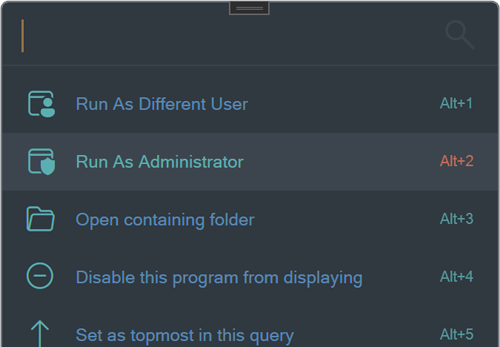 Run As Different User Alt+1
Run As Administrator Alt+2
Open containing folder Alt+3
Disable this program from displaying Alt+4
Set as topmost in this query Alt+5